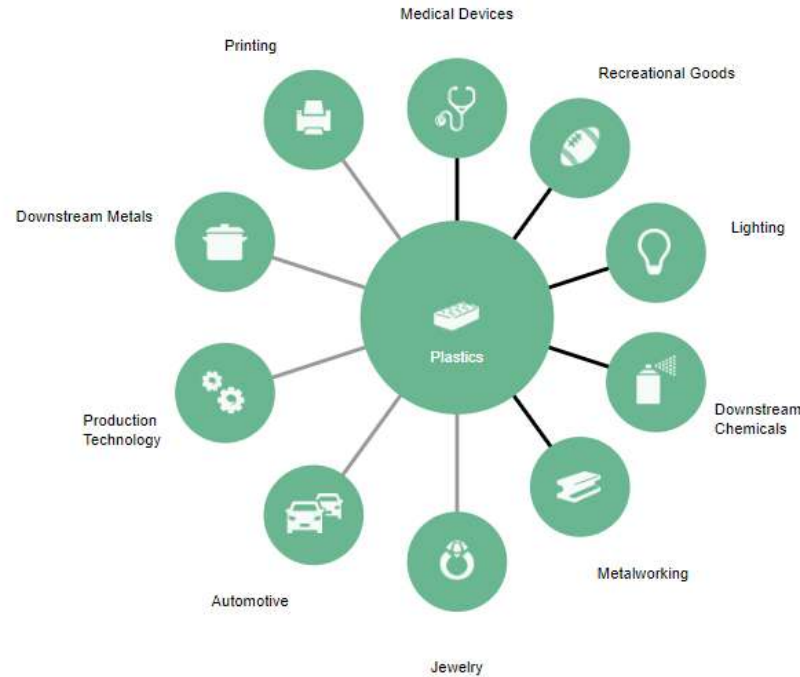 Medical Devices
Printing
Recreational Goods
Downstream Metals
Lighting
Plastics
Production
Technology
Downstream
Chemicals
Metalworking
Automotive
Jewelry